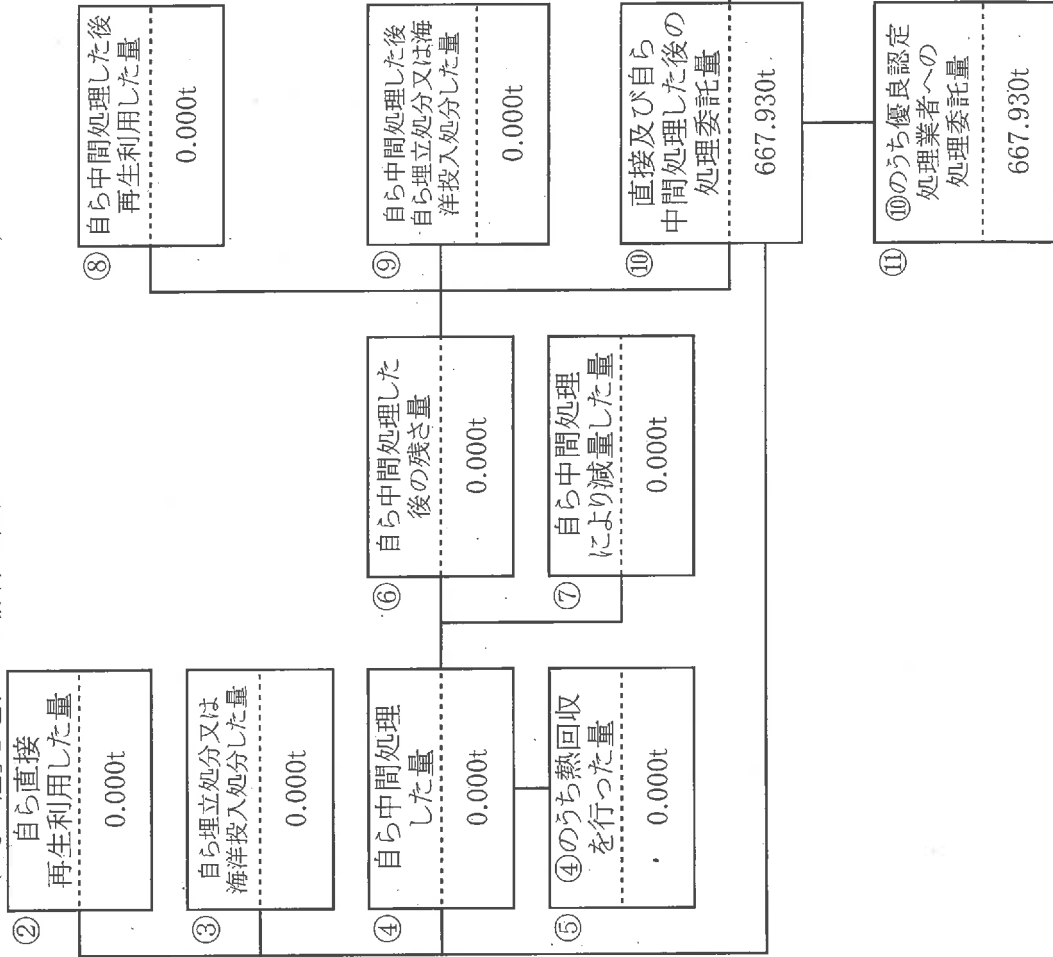 ②
自ら直接
再生利用した量
0.000t
③
自ら埋立処分又は
海洋投入処分した量
0.000t
④
自ら中間処理
した量
0.000t
⑤
④のうち熱回収
を行った量
0.000t
⑥
自ら中間処理した
後の残さ量
0.000t
⑦
自ら中間処理
により減量した量
0.000t
⑧
自ら中間処理した後
再生利用した量
0.000t
⑨
自ら中間処理した後
自ら埋立処分又は海
洋投入処分した量
0.000t
⑩
直接及び自ら
中間処理した後の
処理委託量
667.930t
⑪
⑩のうち優良認定
処理業者への
処理委託量
667.930t